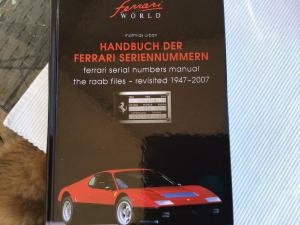 ferrari
WORLD
matthias urban
HANDBUCH DER
FERRARI SERIENNUMMERN
ferrari serial numbers manual
the raab files - revisited 1947-2007